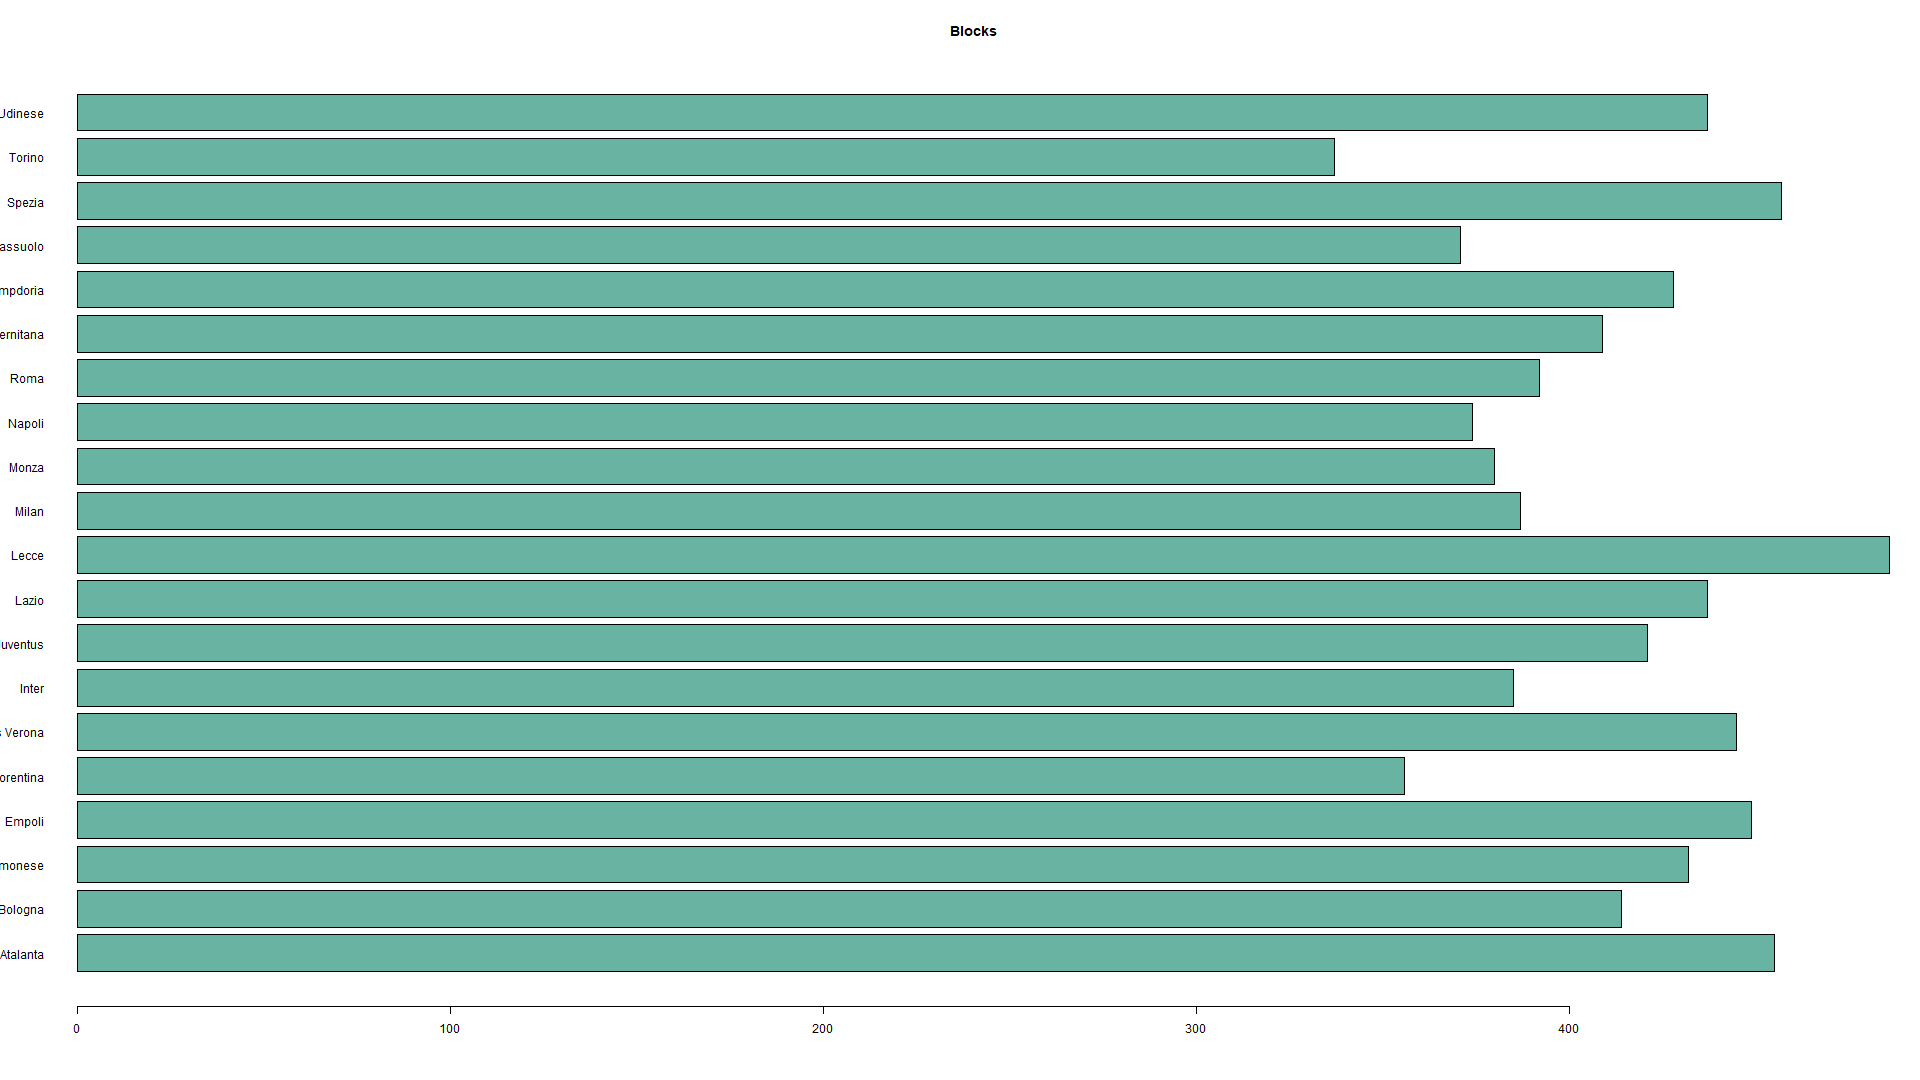 Blocks
Udinese
Torino
Spezia
assuolo
mpdoria
ernitana
Roma
Napoli
Monza
Milan
Lecce
Lazio
Juventus
Inter
s Verona
orentina
Empoli
monese
Bologna
Atalanta
0 100 200 300 400